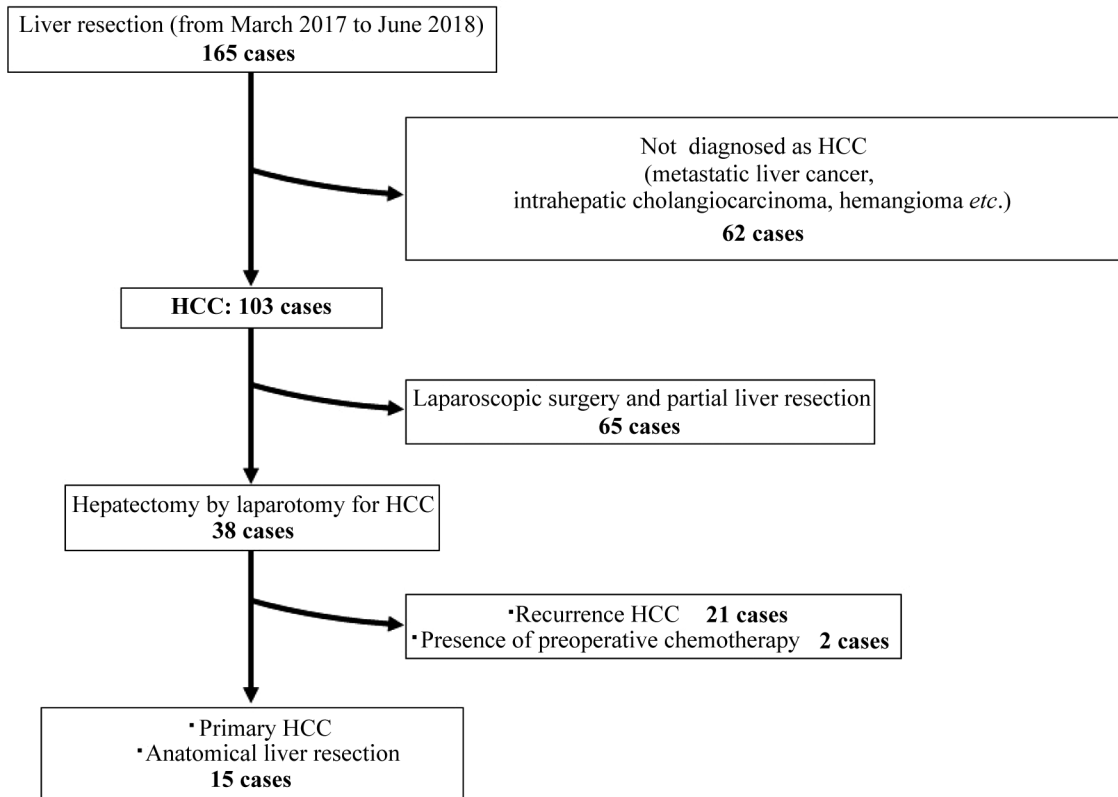 Liver resection (from March 2017 to June 2018)
165 cases
Not diagnosed as HCC
(metastatic liver cancer,
intrahepatic cholangiocarcinoma, hemangioma etc.)
62 cases
HCC: 103 cases
Laparoscopic surgery and partial liver resection
65 cases
Hepatectomy by laparotomy for HCC
38 cases
･Recurrence HCC 21 cases
･Presence of preoperative chemotherapy 2 cases
･Primary HCC
･Anatomical liver resection
15 cases